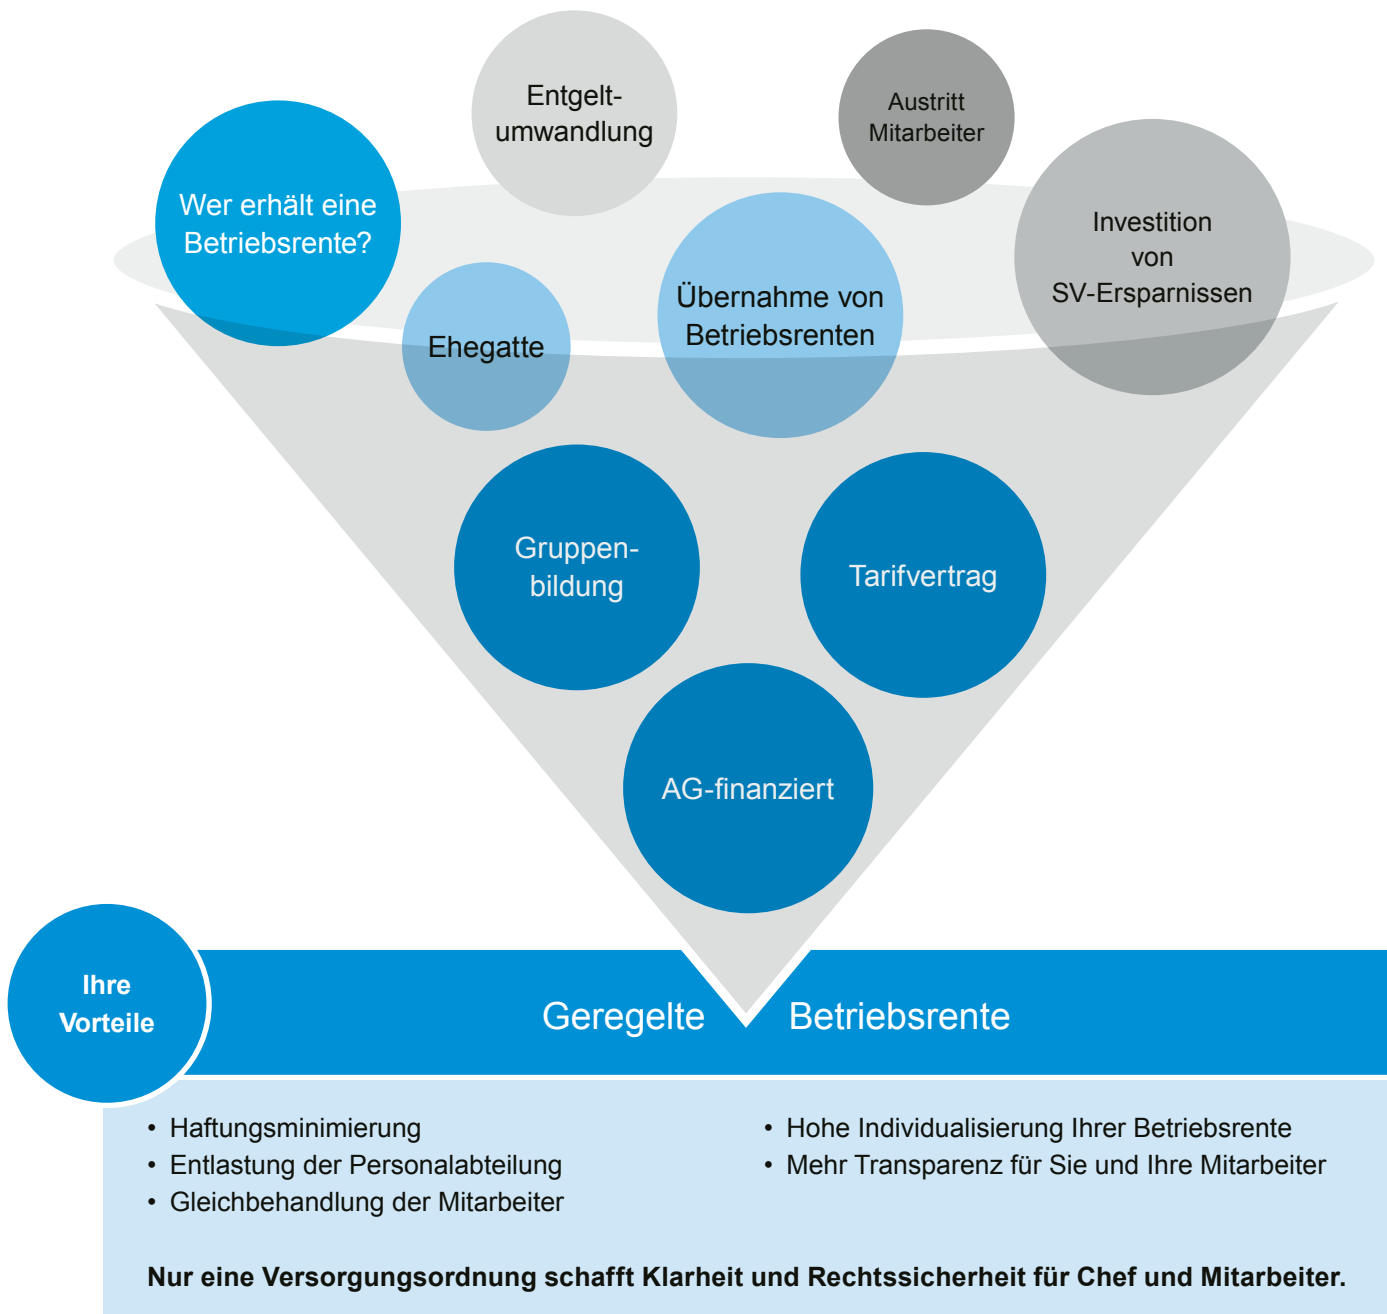 Entgelt-
umwandlung
Austritt
Mitarbeiter
Wer erhält eine
Betriebsrente?
Investition
von
SV-Ersparnissen
Übernahme von
Betriebsrenten
Ehegatte
Gruppen-
bildung
Tarifvertrag
AG-finanziert
Ihre
Vorteile
Geregelte Betriebsrente
• Haftungsminimierung
• Entlastung der Personalabteilung
• Gleichbehandlung der Mitarbeiter
• Hohe Individualisierung Ihrer Betriebsrente
• Mehr Transparenz für Sie und Ihre Mitarbeiter
Nur eine Versorgungsordnung schafft Klarheit und Rechtssicherheit für Chef und Mitarbeiter.